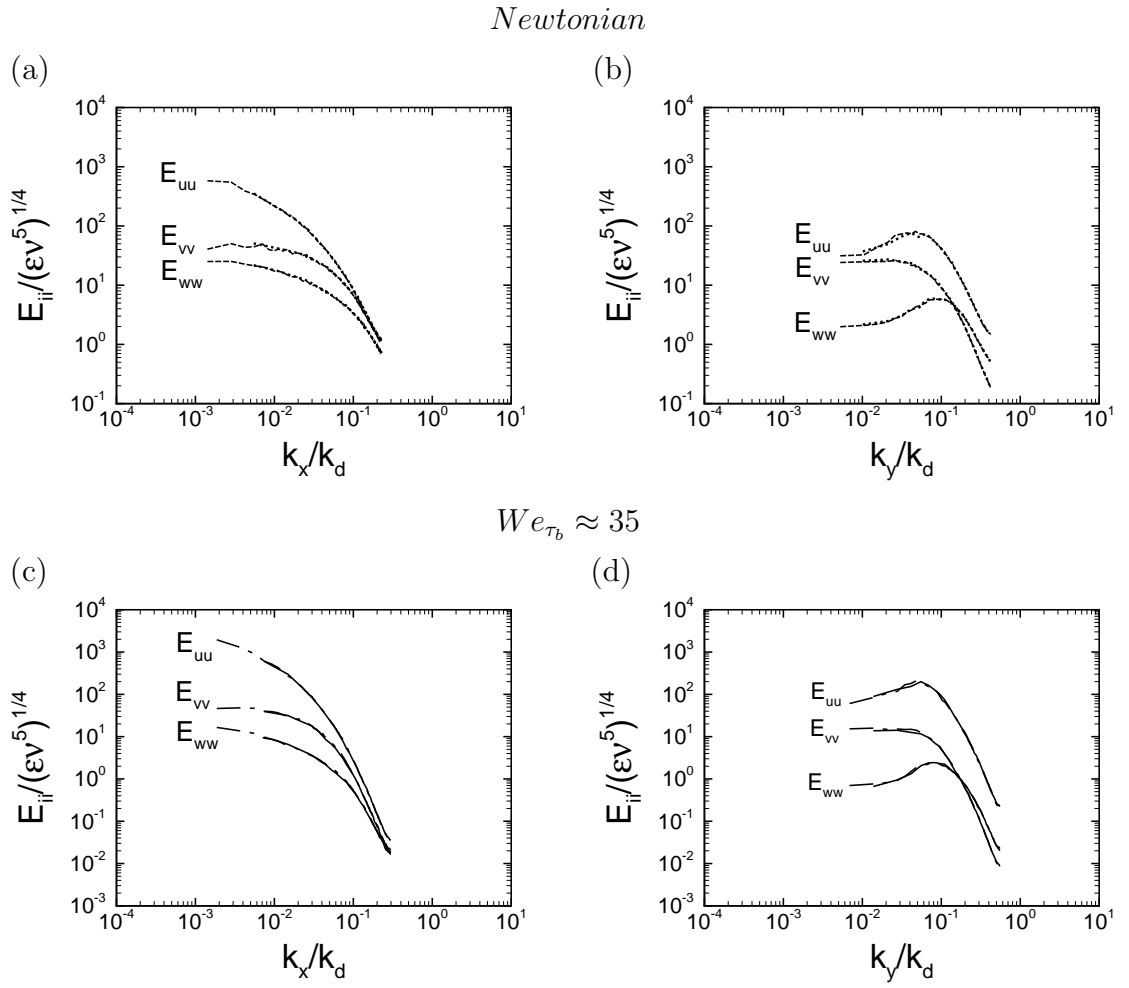 Newtonian
(a)
10^4
10^3
10^2
10^1
10^0
10^-1
E_ii/(εν^5)^1/4
E_uu
E_vv
E_ww
10^-4 10^-3 10^-2 10^-1 10^0 10^1
k_x/k_d
(b)
10^4
10^3
10^2
10^1
10^0
10^-1
E_ii/(εν^5)^1/4
E_uu
E_vv
E_ww
10^-4 10^-3 10^-2 10^-1 10^0 10^1
k_y/k_d
We_τ_b ≈ 35
(c)
10^4
10^3
10^2
10^1
10^0
10^-1
10^-2
10^-3
E_ii/(εν^5)^1/4
E_uu
E_vv
E_ww
10^-4 10^-3 10^-2 10^-1 10^0 10^1
k_x/k_d
(d)
10^4
10^3
10^2
10^1
10^0
10^-1
10^-2
10^-3
E_ii/(εν^5)^1/4
E_uu
E_vv
E_ww
10^-4 10^-3 10^-2 10^-1 10^0 10^1
k_y/k_d